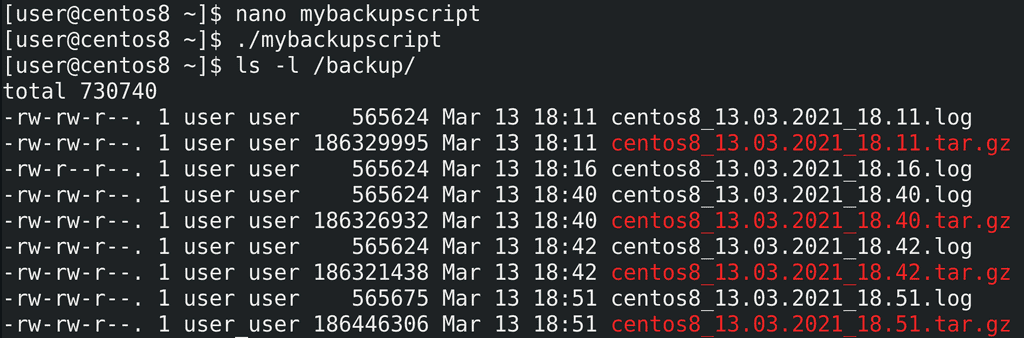 [user@centos8 ~]$ nano mybackupscript
[user@centos8 ~]$ ./mybackupscript
[user@centos8 ~]$ ls -l /backup/
total 730740
-rw-rw-r--. 1 user user    565624 Mar 13 18:11 centos8_13.03.2021_18.11.log
-rw-rw-r--. 1 user user 186329995 Mar 13 18:11 centos8_13.03.2021_18.11.tar.gz
-rw-r--r--. 1 user user    565624 Mar 13 18:16 centos8_13.03.2021_18.16.log
-rw-rw-r--. 1 user user    565624 Mar 13 18:40 centos8_13.03.2021_18.40.log
-rw-rw-r--. 1 user user 186326932 Mar 13 18:40 centos8_13.03.2021_18.40.tar.gz
-rw-rw-r--. 1 user user    565624 Mar 13 18:42 centos8_13.03.2021_18.42.log
-rw-rw-r--. 1 user user 186321438 Mar 13 18:42 centos8_13.03.2021_18.42.tar.gz
-rw-rw-r--. 1 user user    565675 Mar 13 18:51 centos8_13.03.2021_18.51.log
-rw-rw-r--. 1 user user 186446306 Mar 13 18:51 centos8_13.03.2021_18.51.tar.gz